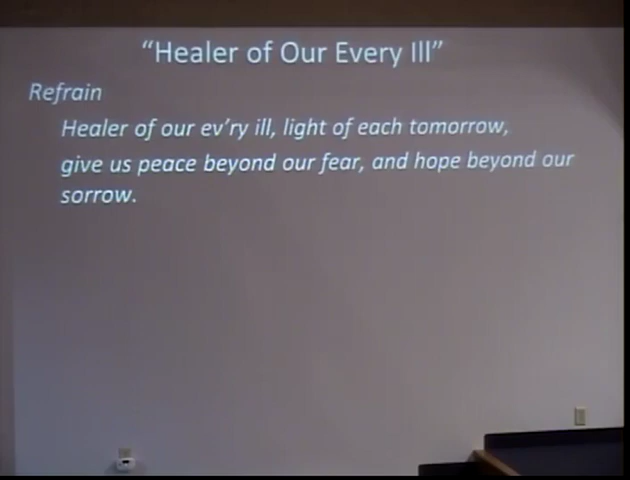 “Healer of Our Every Ill”
Refrain
Healer of our ev’ry ill, light of each tomorrow,
give us peace beyond our fear, and hope beyond our
sorrow.